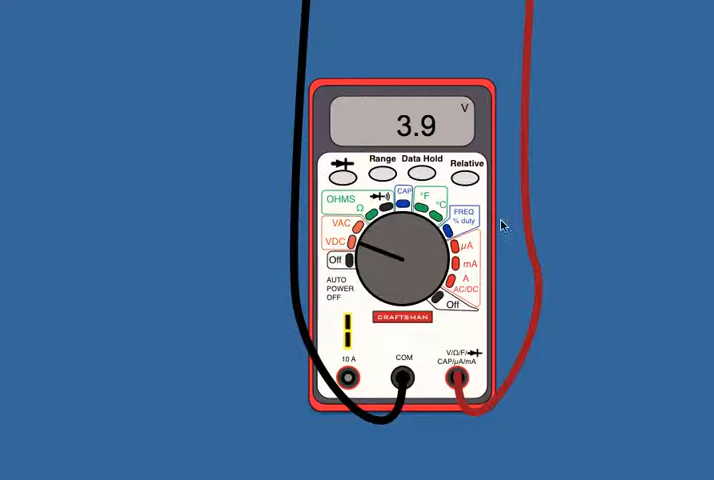 V
3.9
Range Data Hold Relative
OHMS
Ω
CAP
°F
°C
FREQ
% duty
VAC
VDC
Off
µA
mA
A
AC/DC
Off
AUTO
POWER
OFF
CRAFTSMAN
10 A
COM
V/Ω/F/
CAP/µA/mA